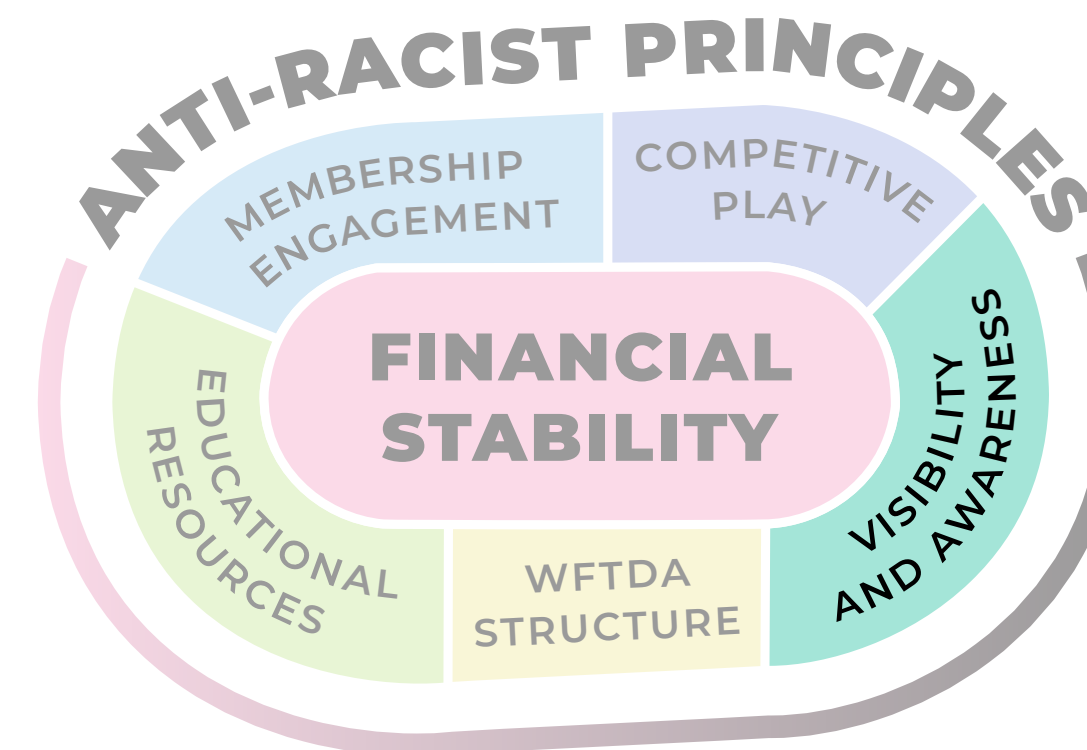 ANTI-RACIST PRINCIPLES
MEMBERSHIP
ENGAGEMENT
COMPETITIVE
PLAY
FINANCIAL
STABILITY
VISIBILITY
AND AWARENESS
EDUCATIONAL
RESOURCES
WFTDA
STRUCTURE